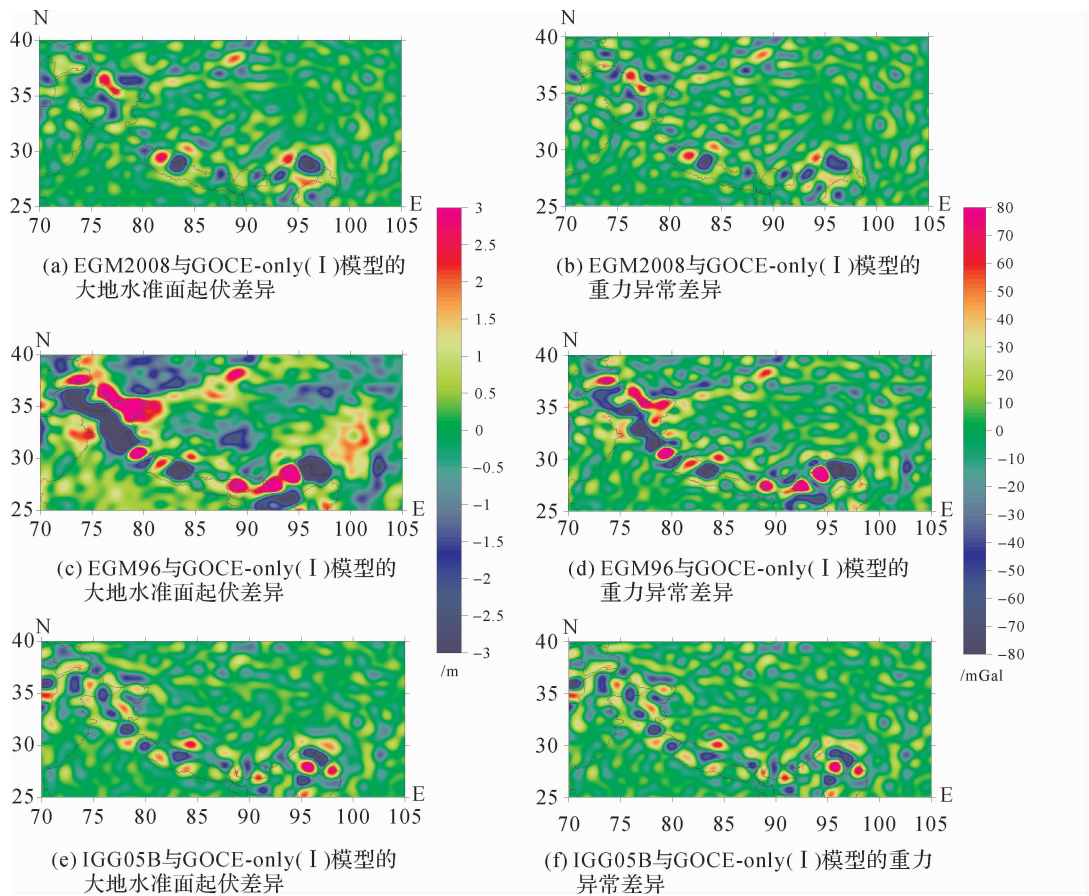 N
40
35
30
25
70 75 80 85 90 95 100 105
E
(a) EGM2008与GOCE-only(Ⅰ)模型的
大地水准面起伏差异
N
40
35
30
25
70 75 80 85 90 95 100 105
E
(b) EGM2008与GOCE-only(Ⅰ)模型的
重力异常差异
N
40
35
30
25
70 75 80 85 90 95 100 105
E
(c) EGM96与GOCE-only(Ⅰ)模型的
大地水准面起伏差异
N
40
35
30
25
70 75 80 85 90 95 100 105
E
(d) EGM96与GOCE-only(Ⅰ)模型的
重力异常差异
N
40
35
30
25
70 75 80 85 90 95 100 105
E
(e) IGG05B与GOCE-only(Ⅰ)模型的
大地水准面起伏差异
N
40
35
30
25
70 75 80 85 90 95 100 105
E
(f) IGG05B与GOCE-only(Ⅰ)模型的重力
异常差异
3
2.5
2
1.5
1
0.5
0
-0.5
-1
-1.5
-2
-2.5
-3
/m
80
70
60
50
40
30
20
10
0
-10
-20
-30
-40
-50
-60
-70
-80
/mGal